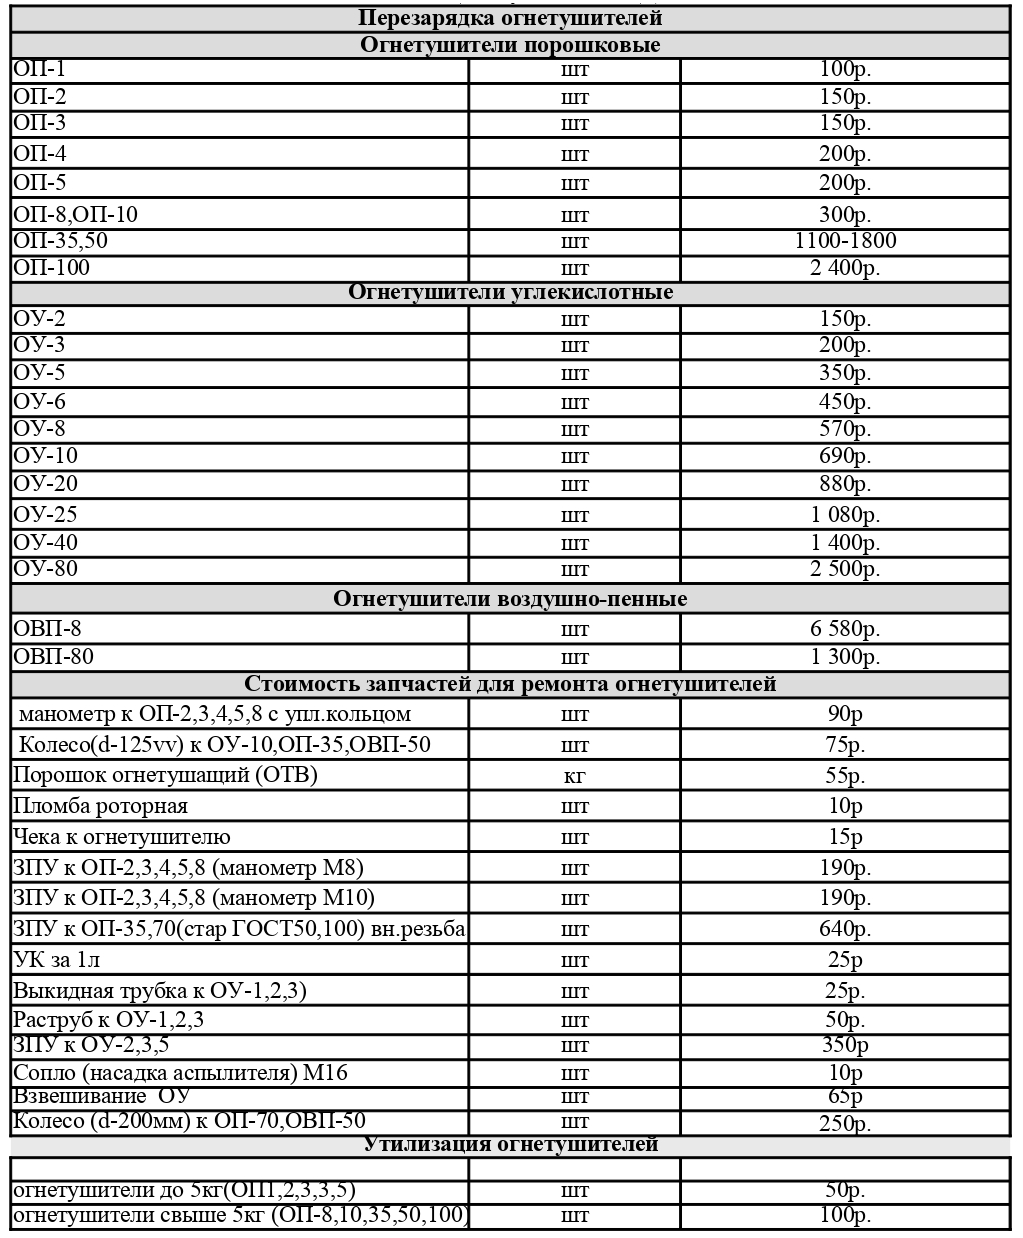 Перезарядка огнетушителей
Огнетушители порошковые
ОП-1 шт 100р.
ОП-2 шт 150р.
ОП-3 шт 150р.
ОП-4 шт 200р.
ОП-5 шт 200р.
ОП-8,ОП-10 шт 300р.
ОП-35,50 шт 1100-1800
ОП-100 шт 2 400р.
Огнетушители углекислотные
ОУ-2 шт 150р.
ОУ-3 шт 200р.
ОУ-5 шт 350р.
ОУ-6 шт 450р.
ОУ-8 шт 570р.
ОУ-10 шт 690р.
ОУ-20 шт 880р.
ОУ-25 шт 1 080р.
ОУ-40 шт 1 400р.
ОУ-80 шт 2 500р.
Огнетушители воздушно-пенные
ОВП-8 шт 6 580р.
ОВП-80 шт 1 300р.
Стоимость запчастей для ремонта огнетушителей
манометр к ОП-2,3,4,5,8 с упл.кольцом шт 90р
Колесо(d-125vv) к ОУ-10,ОП-35,ОВП-50 шт 75р.
Порошок огнетушащий (ОТВ) кг 55р.
Пломба роторная шт 10р
Чека к огнетушителю шт 15р
ЗПУ к ОП-2,3,4,5,8 (манометр М8) шт 190р.
ЗПУ к ОП-2,3,4,5,8 (манометр М10) шт 190р.
ЗПУ к ОП-35,70(стар ГОСТ50,100) вн.резьба шт 640р.
УК за 1л шт 25р
Выкидная трубка к ОУ-1,2,3) шт 25р.
Раструб к ОУ-1,2,3 шт 50р.
ЗПУ к ОУ-2,3,5 шт 350р
Сопло (насадка аспылителя) М16 шт 10р
Взвешивание ОУ шт 65р
Колесо (d-200мм) к ОП-70,ОВП-50 шт 250р.
Утилизация огнетушителей
огнетушители до 5кг(ОП1,2,3,3,5) шт 50р.
огнетушители свыше 5кг (ОП-8,10,35,50,100) шт 100р.